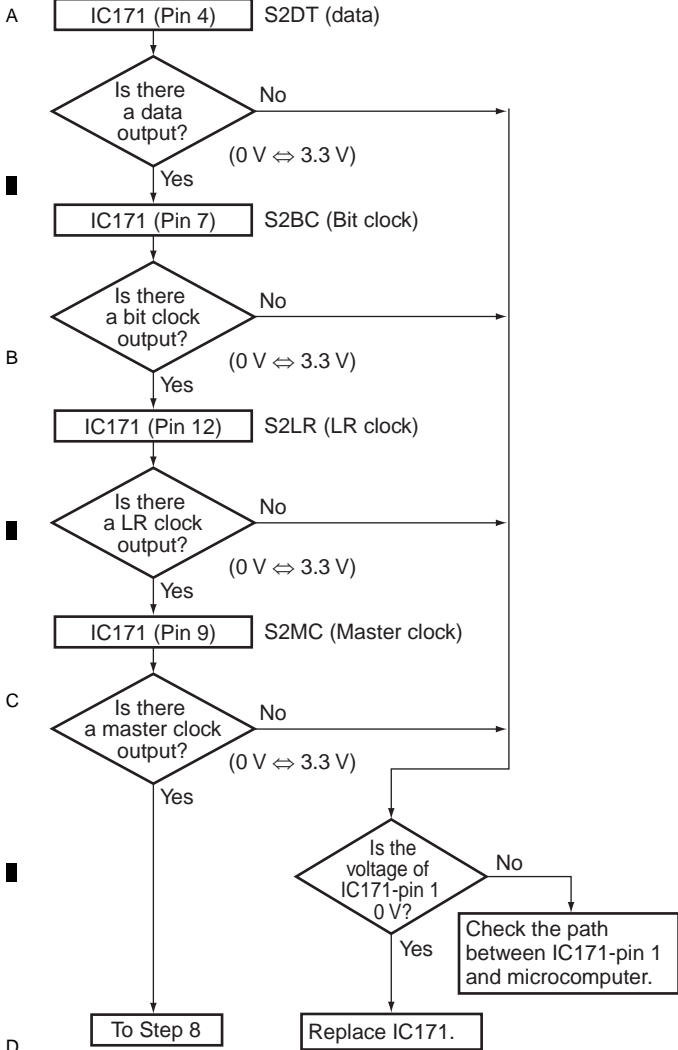 A
IC171 (Pin 4)
S2DT (data)
Is there
a data
output?
No
(0 V ⇔ 3.3 V)
Yes
IC171 (Pin 7)
S2BC (Bit clock)
Is there
a bit clock
output?
No
B
(0 V ⇔ 3.3 V)
Yes
IC171 (Pin 12)
S2LR (LR clock)
Is there
a LR clock
output?
No
(0 V ⇔ 3.3 V)
Yes
IC171 (Pin 9)
S2MC (Master clock)
C
Is there
a master clock
output?
No
(0 V ⇔ 3.3 V)
Yes
Is the
voltage of
IC171-pin 1
0 V?
No
Yes
Check the path
between IC171-pin 1
and microcomputer.
To Step 8
Replace IC171.
D